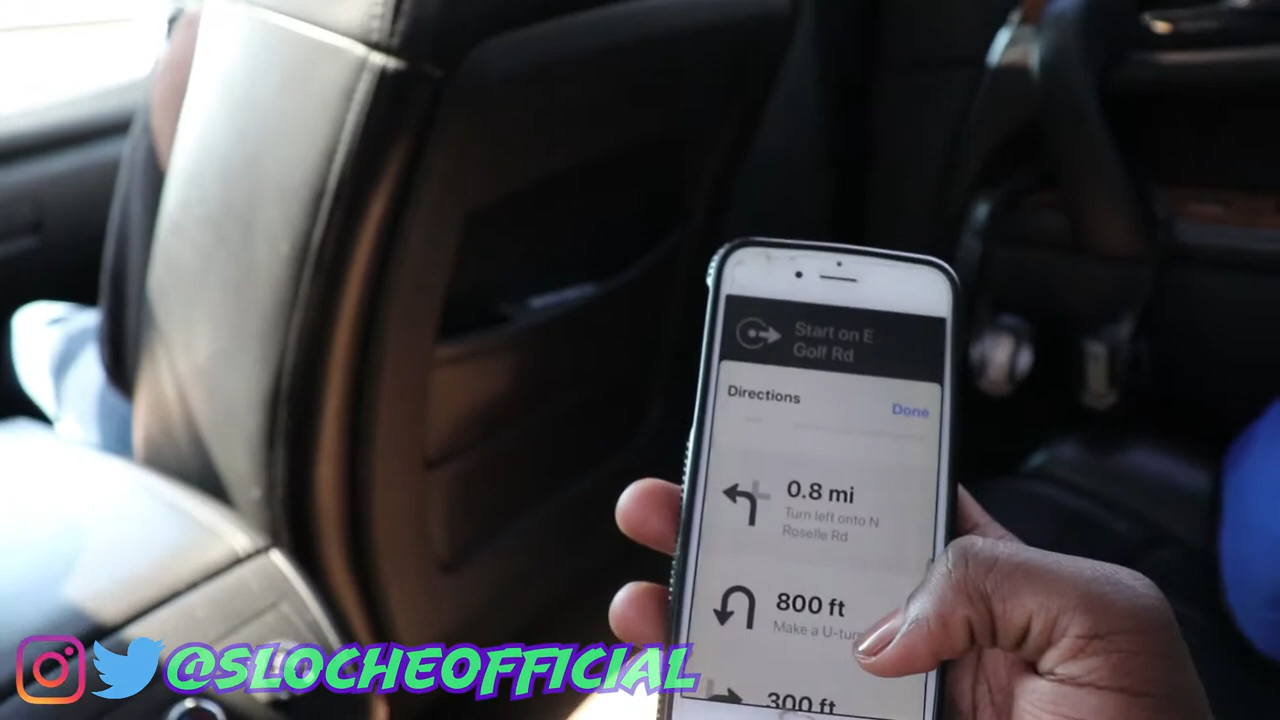 Start on E
Golf Rd
Directions
Done
0.8 mi
Turn left onto N
Roselle Rd
800 ft
Make a U-turn
300 ft
@SLOCHEOFFICIAL